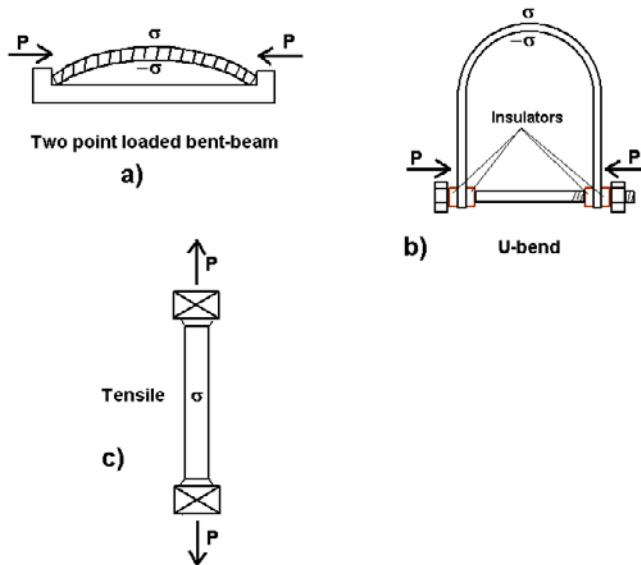 σ
P
P
−σ
Two point loaded bent-beam
a)
σ
−σ
Insulators
P
P
b)
U-bend
P
Tensile
σ
c)
P